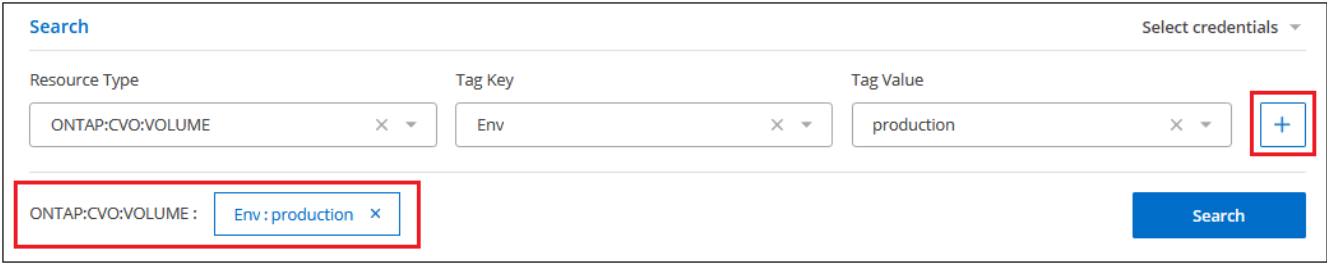 Search Select credentials
Resource Type Tag Key Tag Value
ONTAP:CVO:VOLUME Env production
ONTAP:CVO:VOLUME : Env : production Search